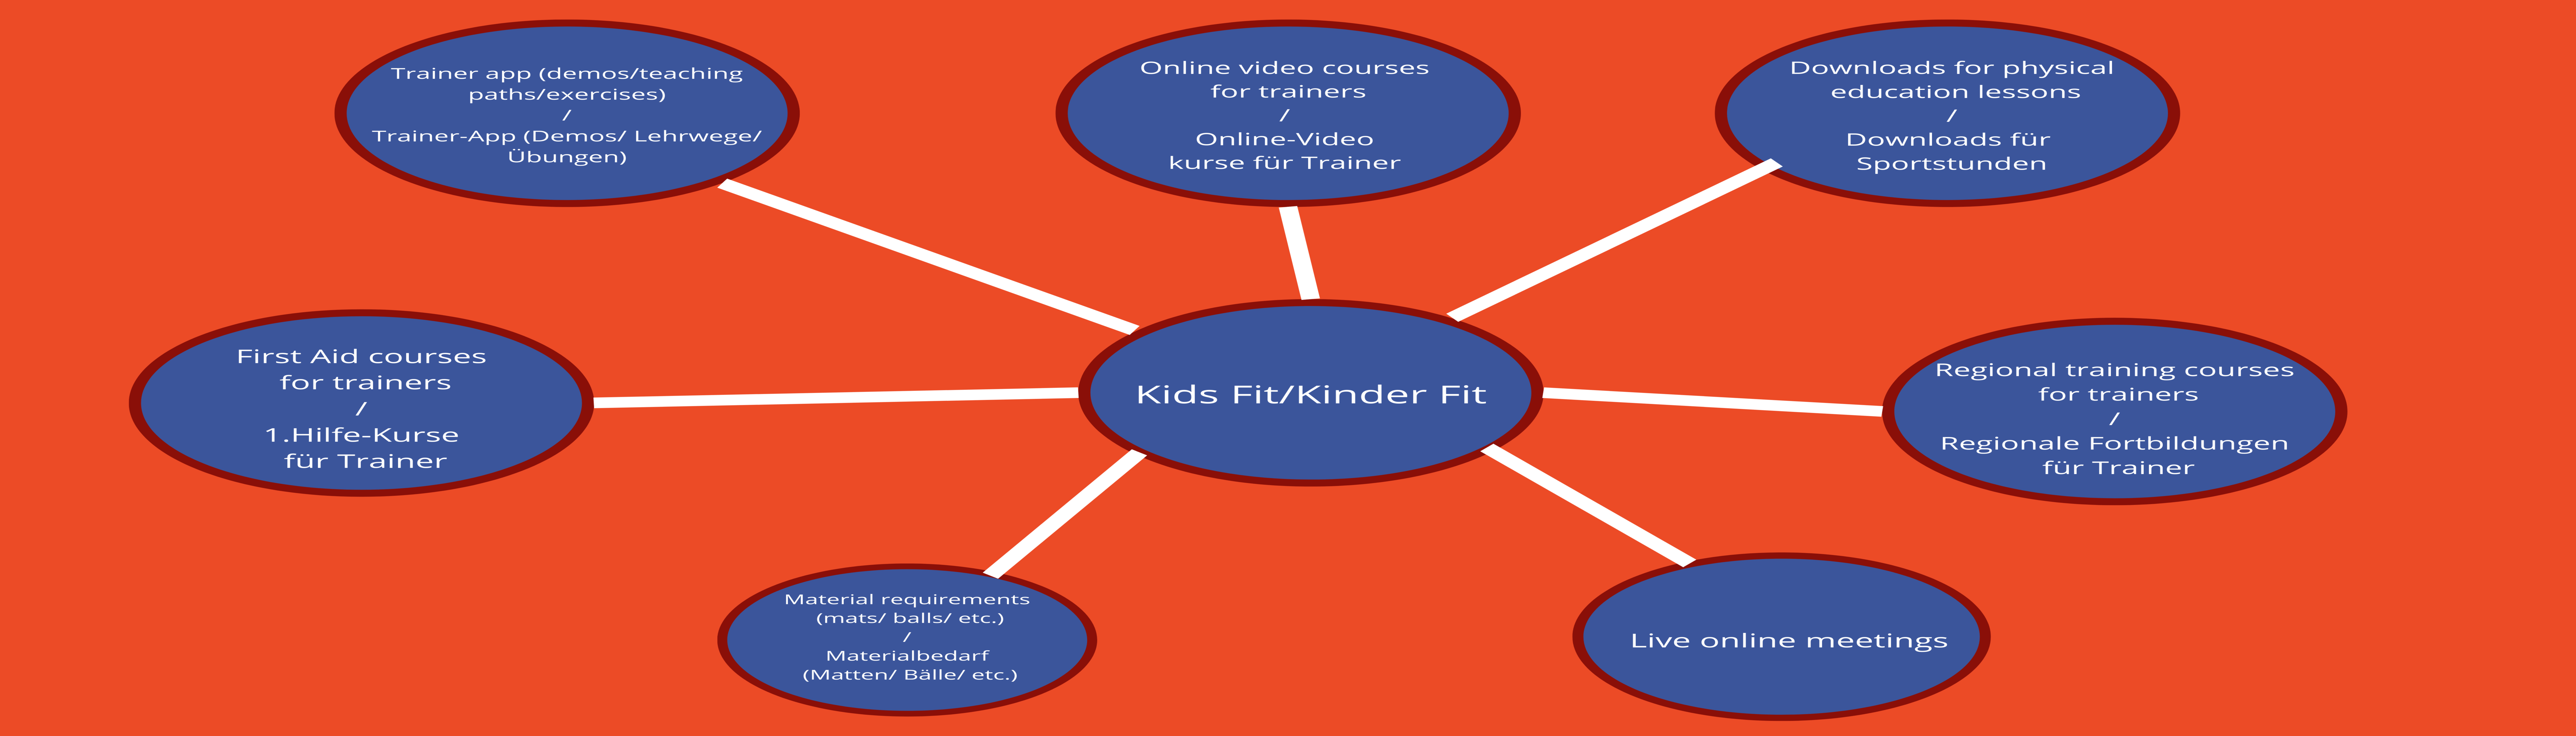 Trainer app (demos/teaching
paths/exercises)
/
Trainer-App (Demos/ Lehrwege/
Übungen)
Online video courses
for trainers
/
Online-Video
kurse für Trainer
Downloads for physical
education lessons
/
Downloads für
Sportstunden
First Aid courses
for trainers
/
1.Hilfe-Kurse
für Trainer
Kids Fit/Kinder Fit
Regional training courses
for trainers
/
Regionale Fortbildungen
für Trainer
Material requirements
(mats/ balls/ etc.)
/
Materialbedarf
(Matten/ Bälle/ etc.)
Live online meetings